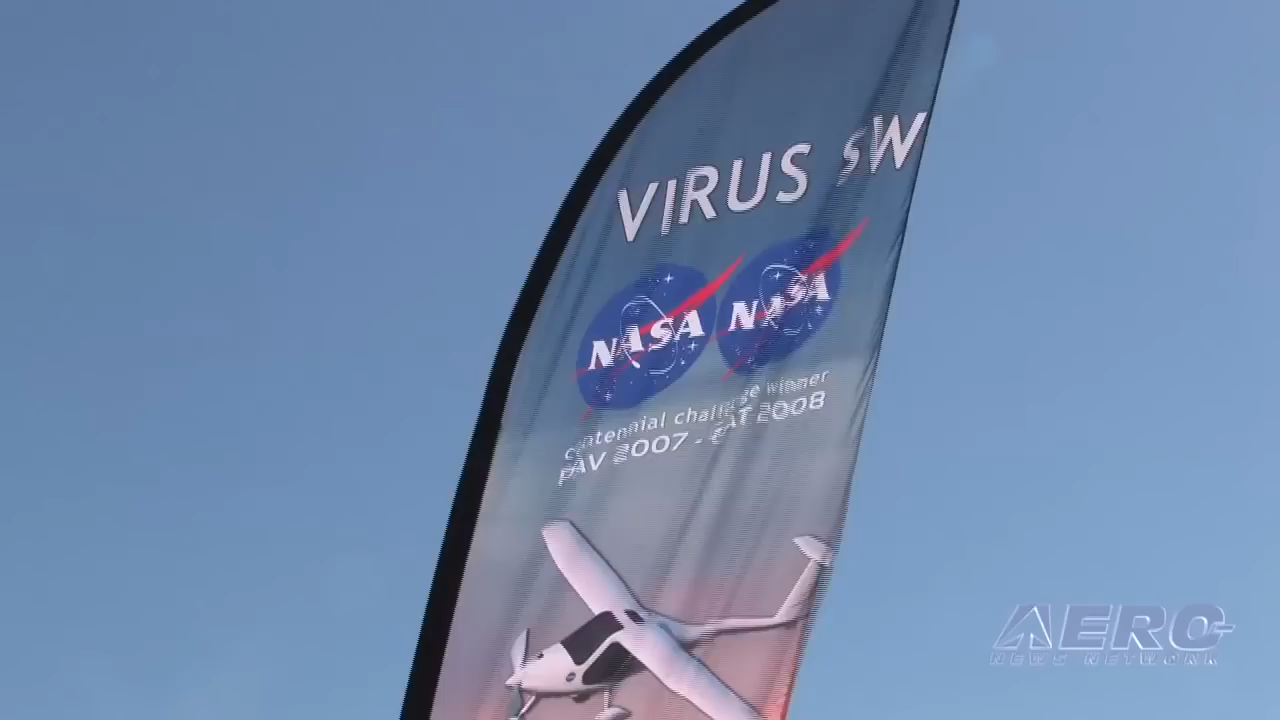 VIRUS SW
NASA NASA
centennial challenge winner
PAV 2007 - GAT 2008
AERO
NEWS NETWORK